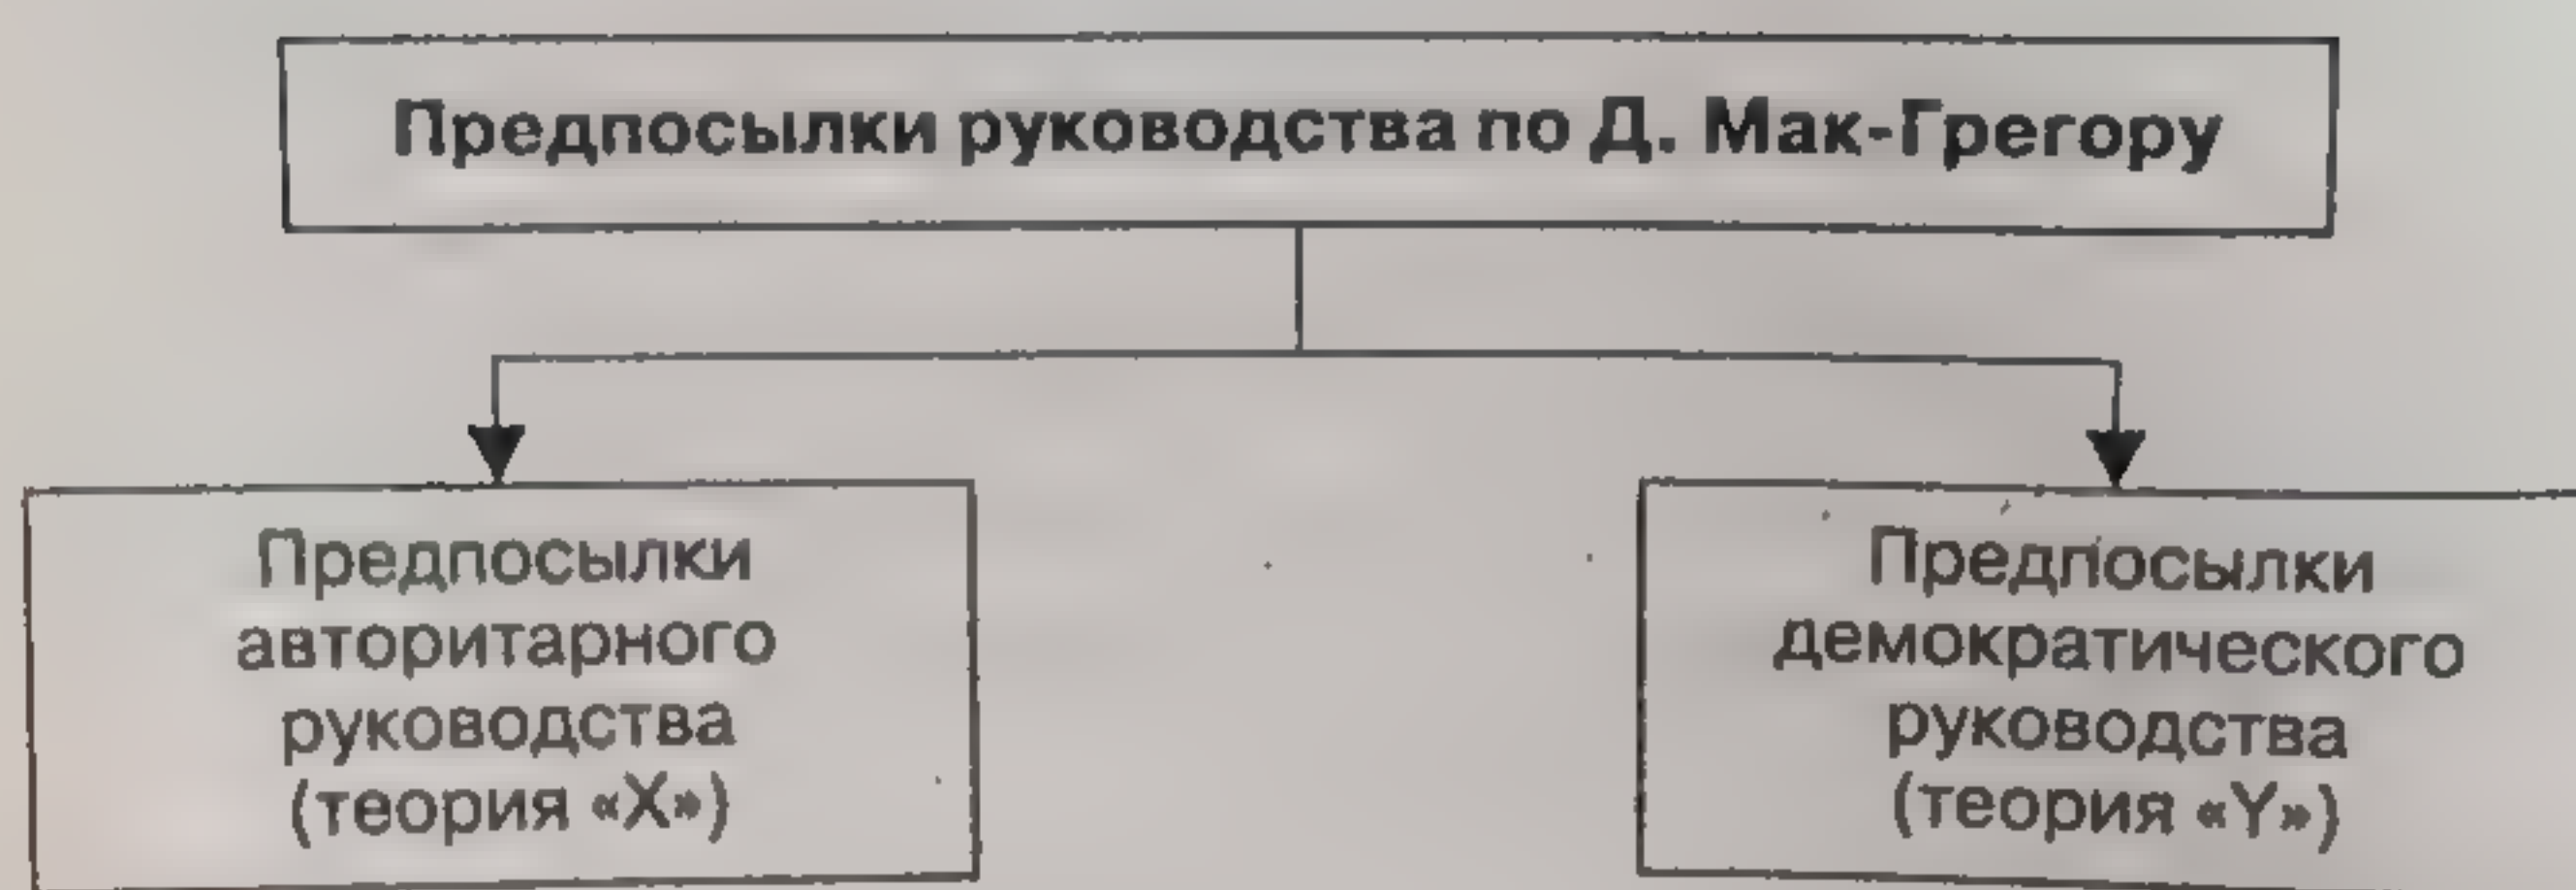 Предпосылки руководства по Д. Мак-Грегору
Предпосылки
авторитарного
руководства
(теория «X»)
Предпосылки
демократического
руководства
(теория «Y»)